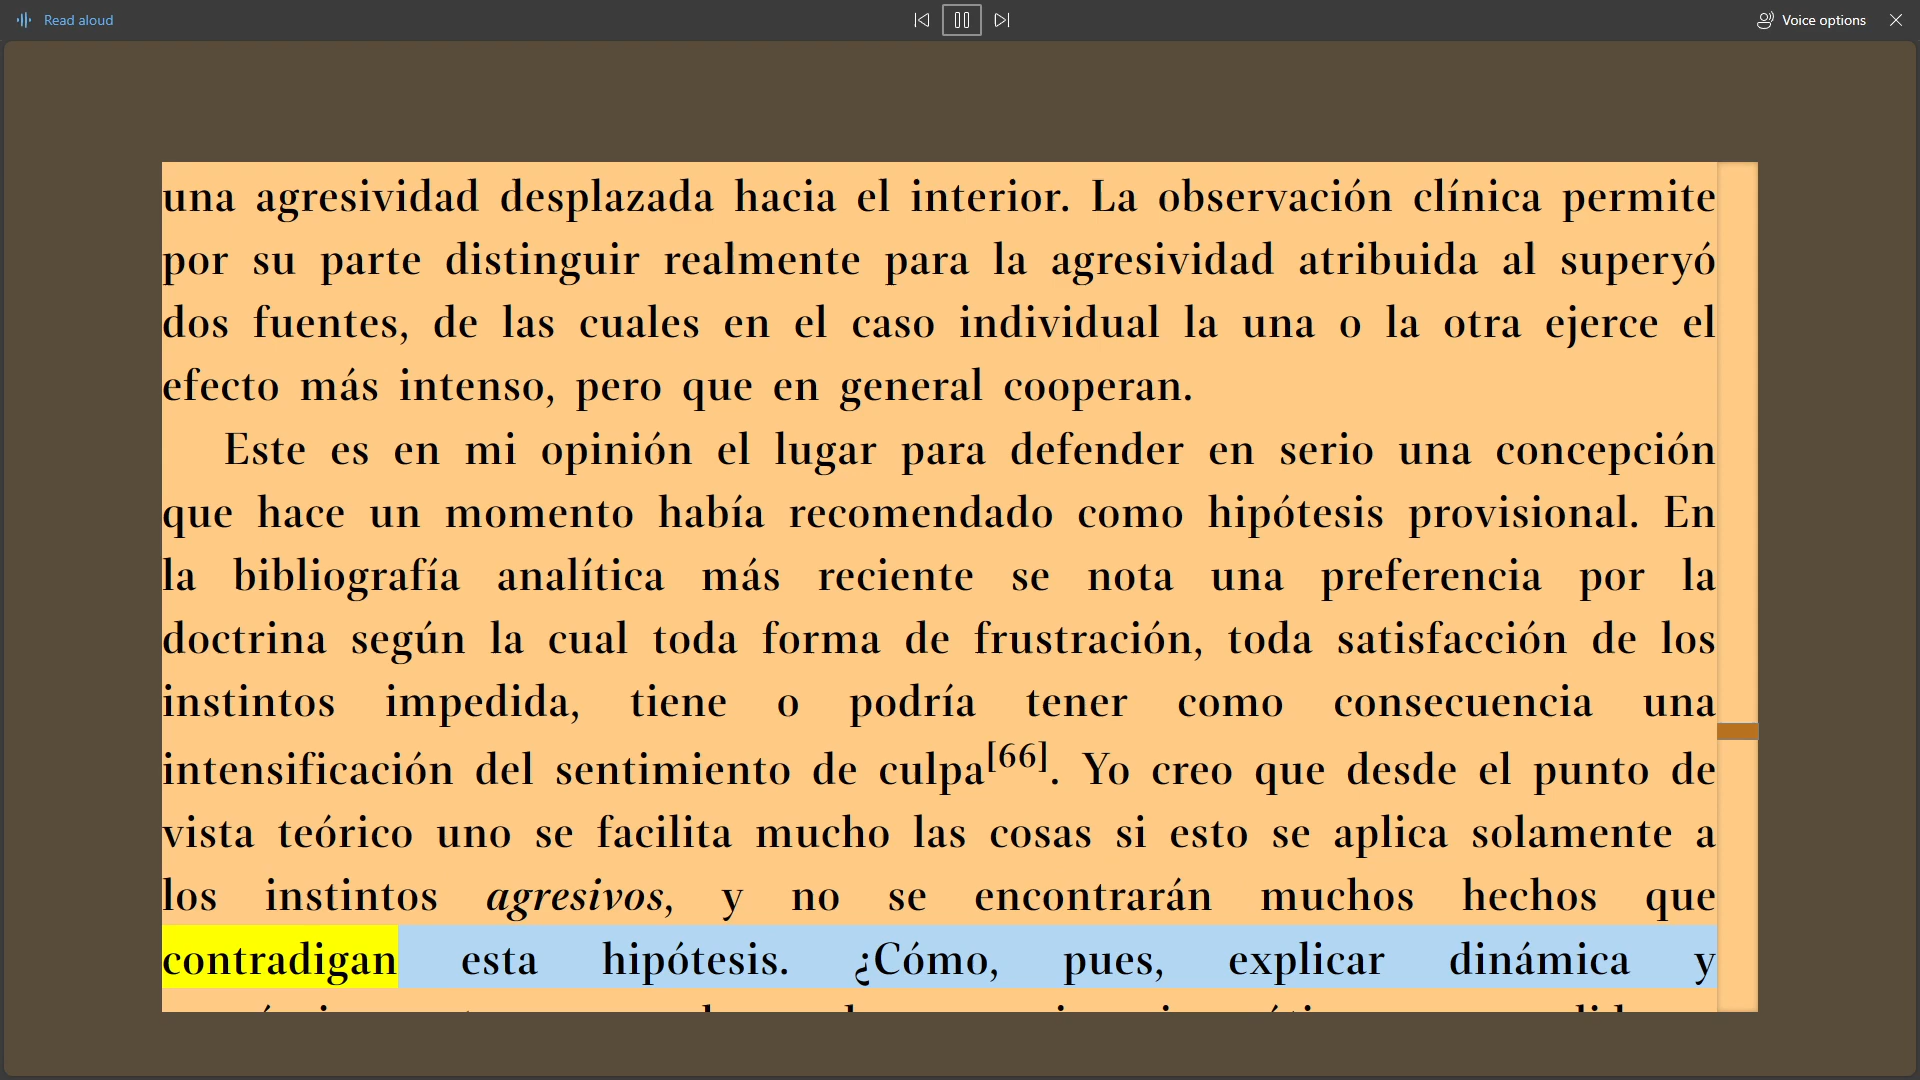 Read aloud
Voice options
una agresividad desplazada hacia el interior. La observación clínica permite
por su parte distinguir realmente para la agresividad atribuida al superyó
dos fuentes, de las cuales en el caso individual la una o la otra ejerce el
efecto más intenso, pero que en general cooperan.
Este es en mi opinión el lugar para defender en serio una concepción
que hace un momento había recomendado como hipótesis provisional. En
la bibliografía analítica más reciente se nota una preferencia por la
doctrina según la cual toda forma de frustración, toda satisfacción de los
instintos impedida, tiene o podría tener como consecuencia una
intensificación del sentimiento de culpa[66]. Yo creo que desde el punto de
vista teórico uno se facilita mucho las cosas si esto se aplica solamente a
los instintos agresivos, y no se encontrarán muchos hechos que
contradigan esta hipótesis. ¿Cómo, pues, explicar dinámica y